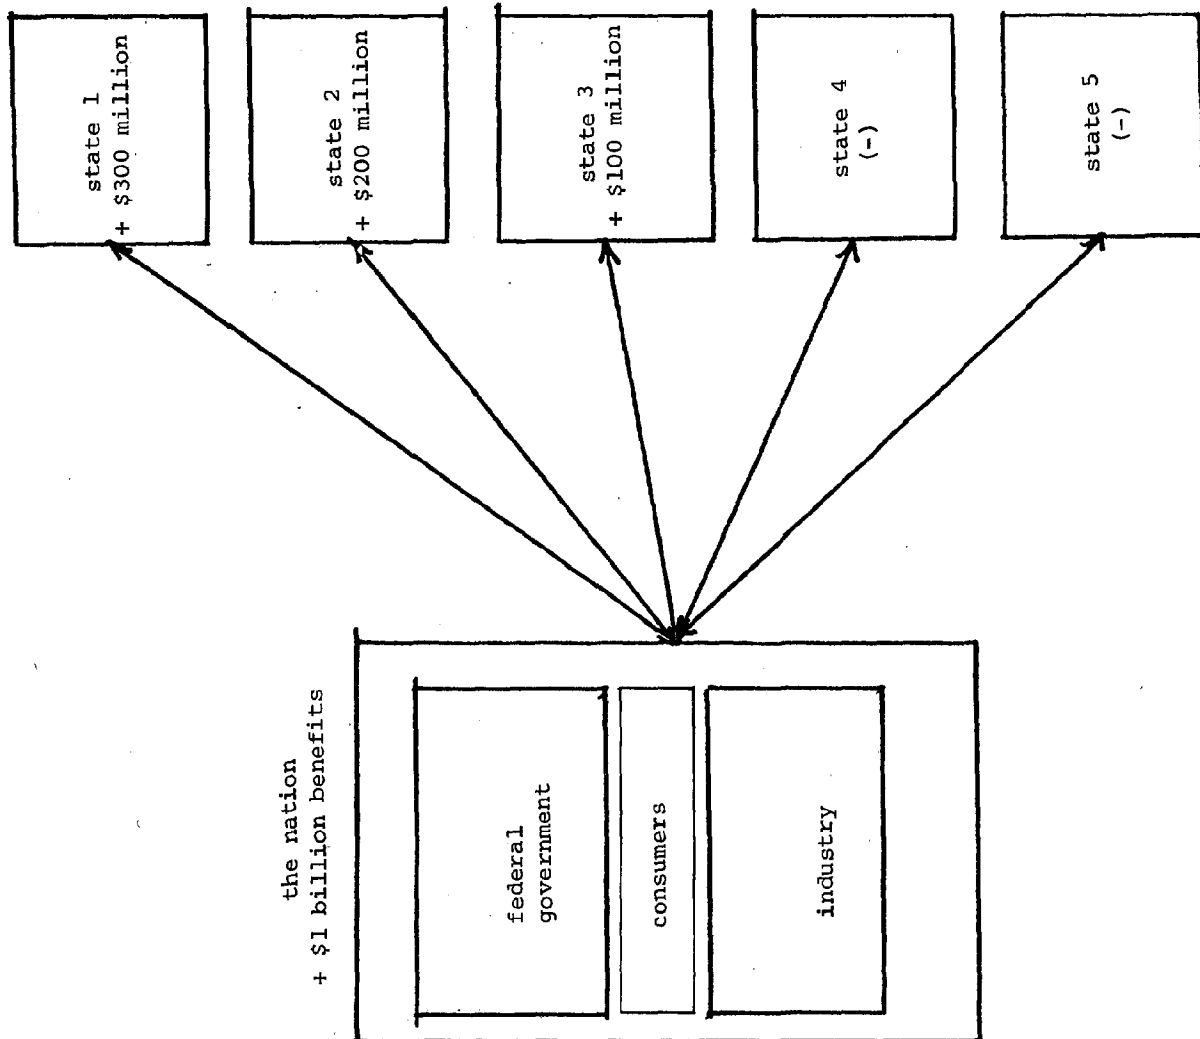 the nation
+ $1 billion benefits
federal
government
consumers
industry
state 1
+ $300 million
state 2
+ $200 million
state 3
+ $100 million
state 4
(-)
state 5
(-)